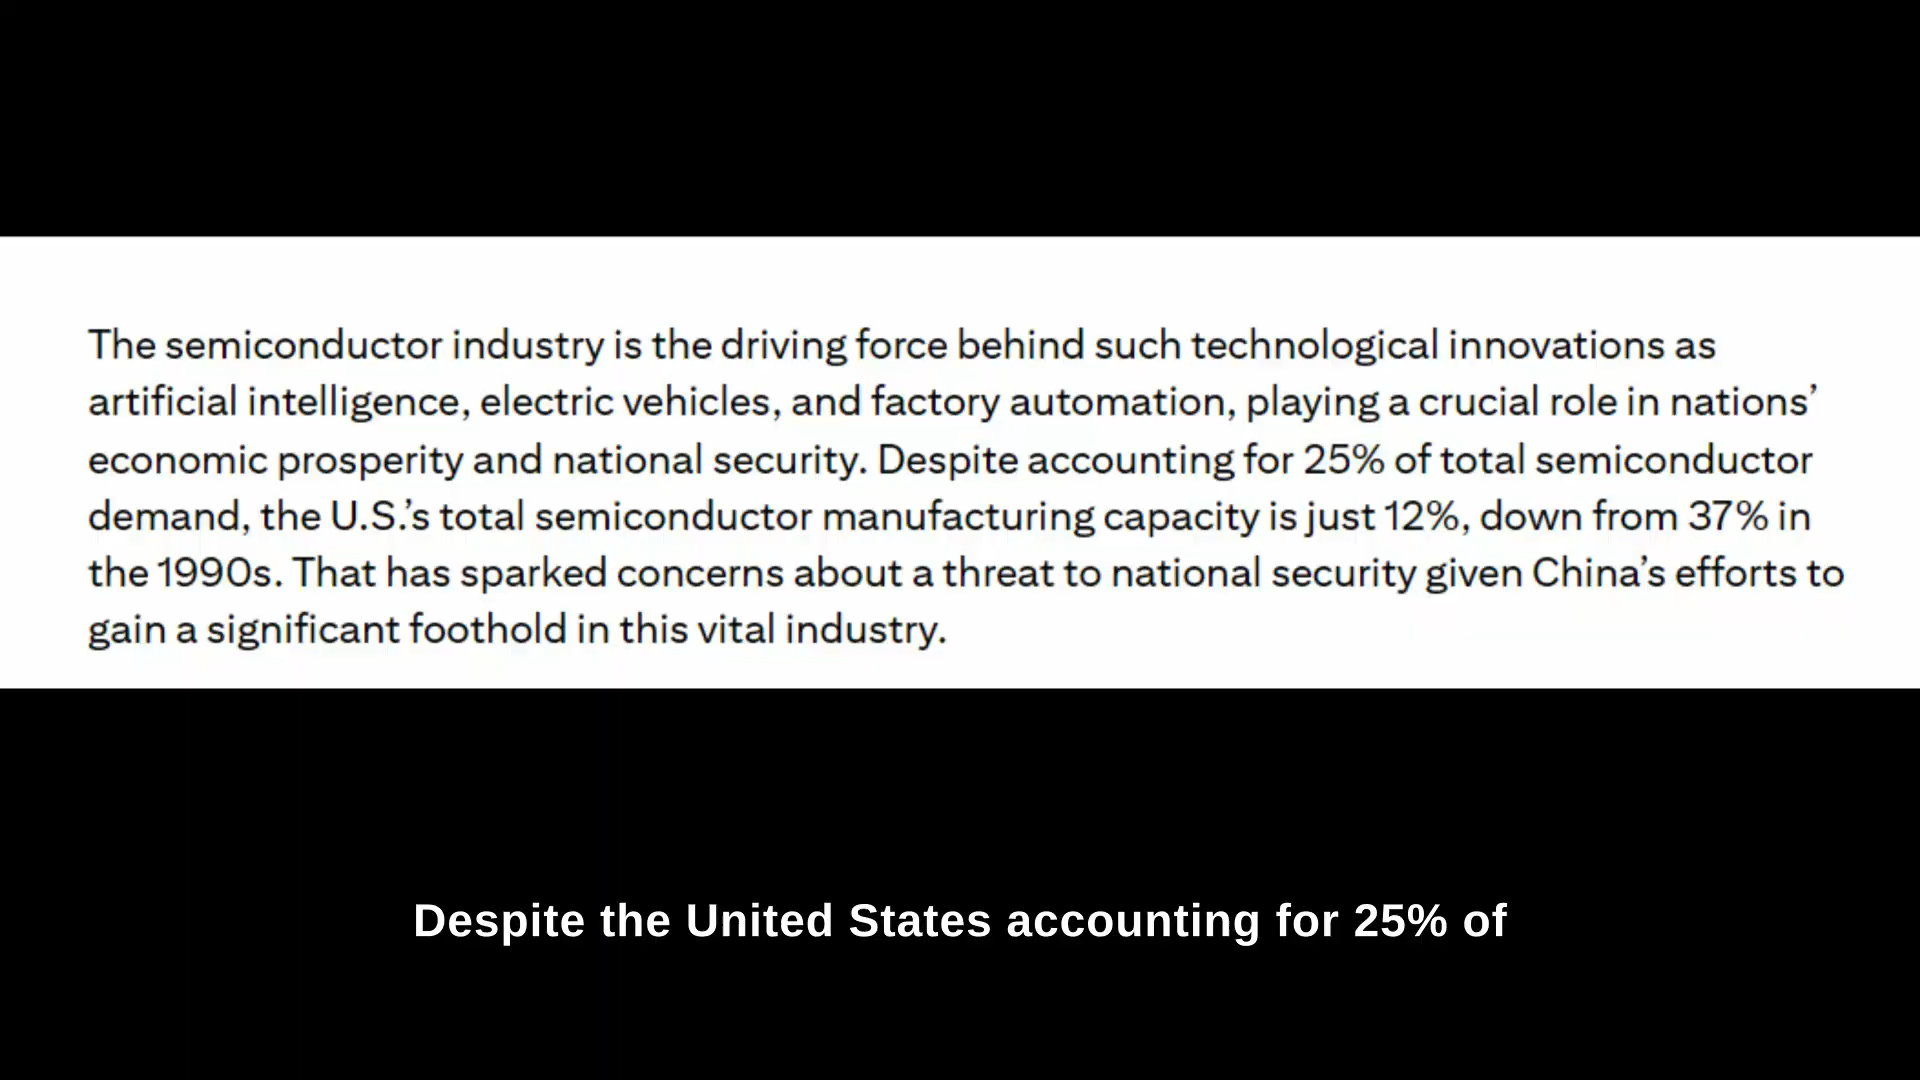 The semiconductor industry is the driving force behind such technological innovations as
artificial intelligence, electric vehicles, and factory automation, playing a crucial role in nations’
economic prosperity and national security. Despite accounting for 25% of total semiconductor
demand, the U.S.’s total semiconductor manufacturing capacity is just 12%, down from 37% in
the 1990s. That has sparked concerns about a threat to national security given China’s efforts to
gain a significant foothold in this vital industry.
Despite the United States accounting for 25% of